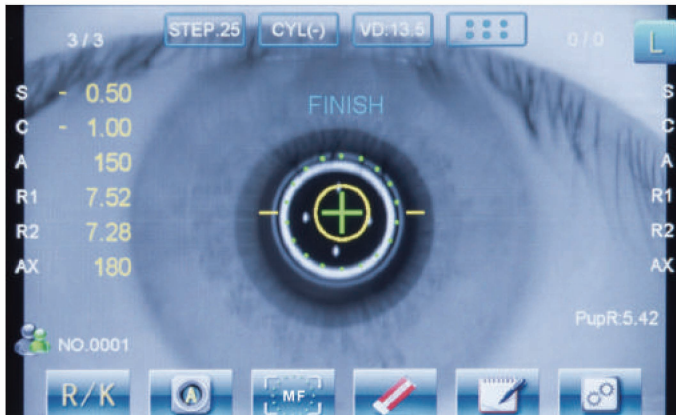 3/3 STEP.25 CYL(-) VD:13.5 0/0 L
S - 0.50 FINISH S
C - 1.00 C
A 150 A
R1 7.52 R1
R2 7.28 R2
AX 180 AX
PupR:5.42
NO.0001
R/K A MF